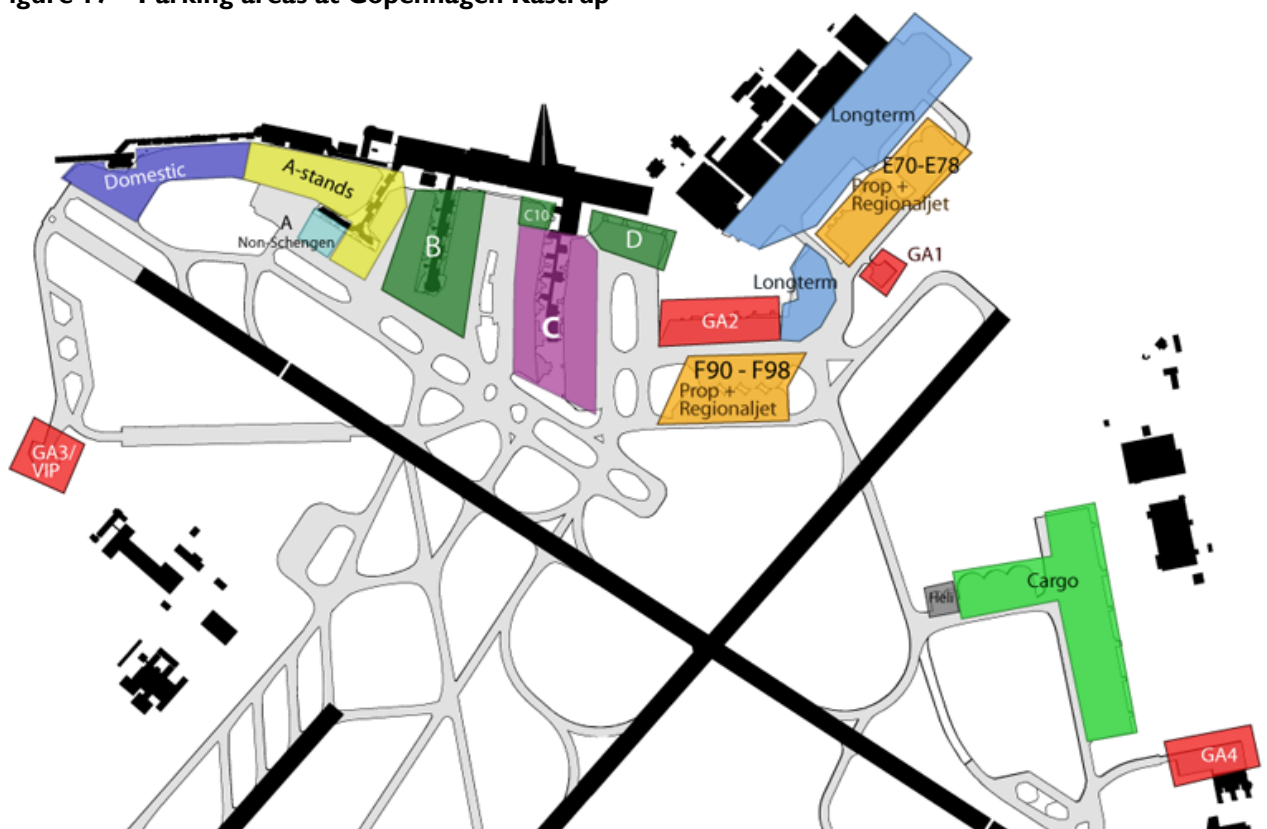 Parking areas at Copenhagen Kastrup
Longterm
Domestic
A-stands
E70-E78
Prop +
Regionaljet
A
Non-Schengen
C10
B
D
GA1
Longterm
GA2
C
F90 - F98
Prop +
Regionaljet
GA3/
VIP
Cargo
Heli
GA4